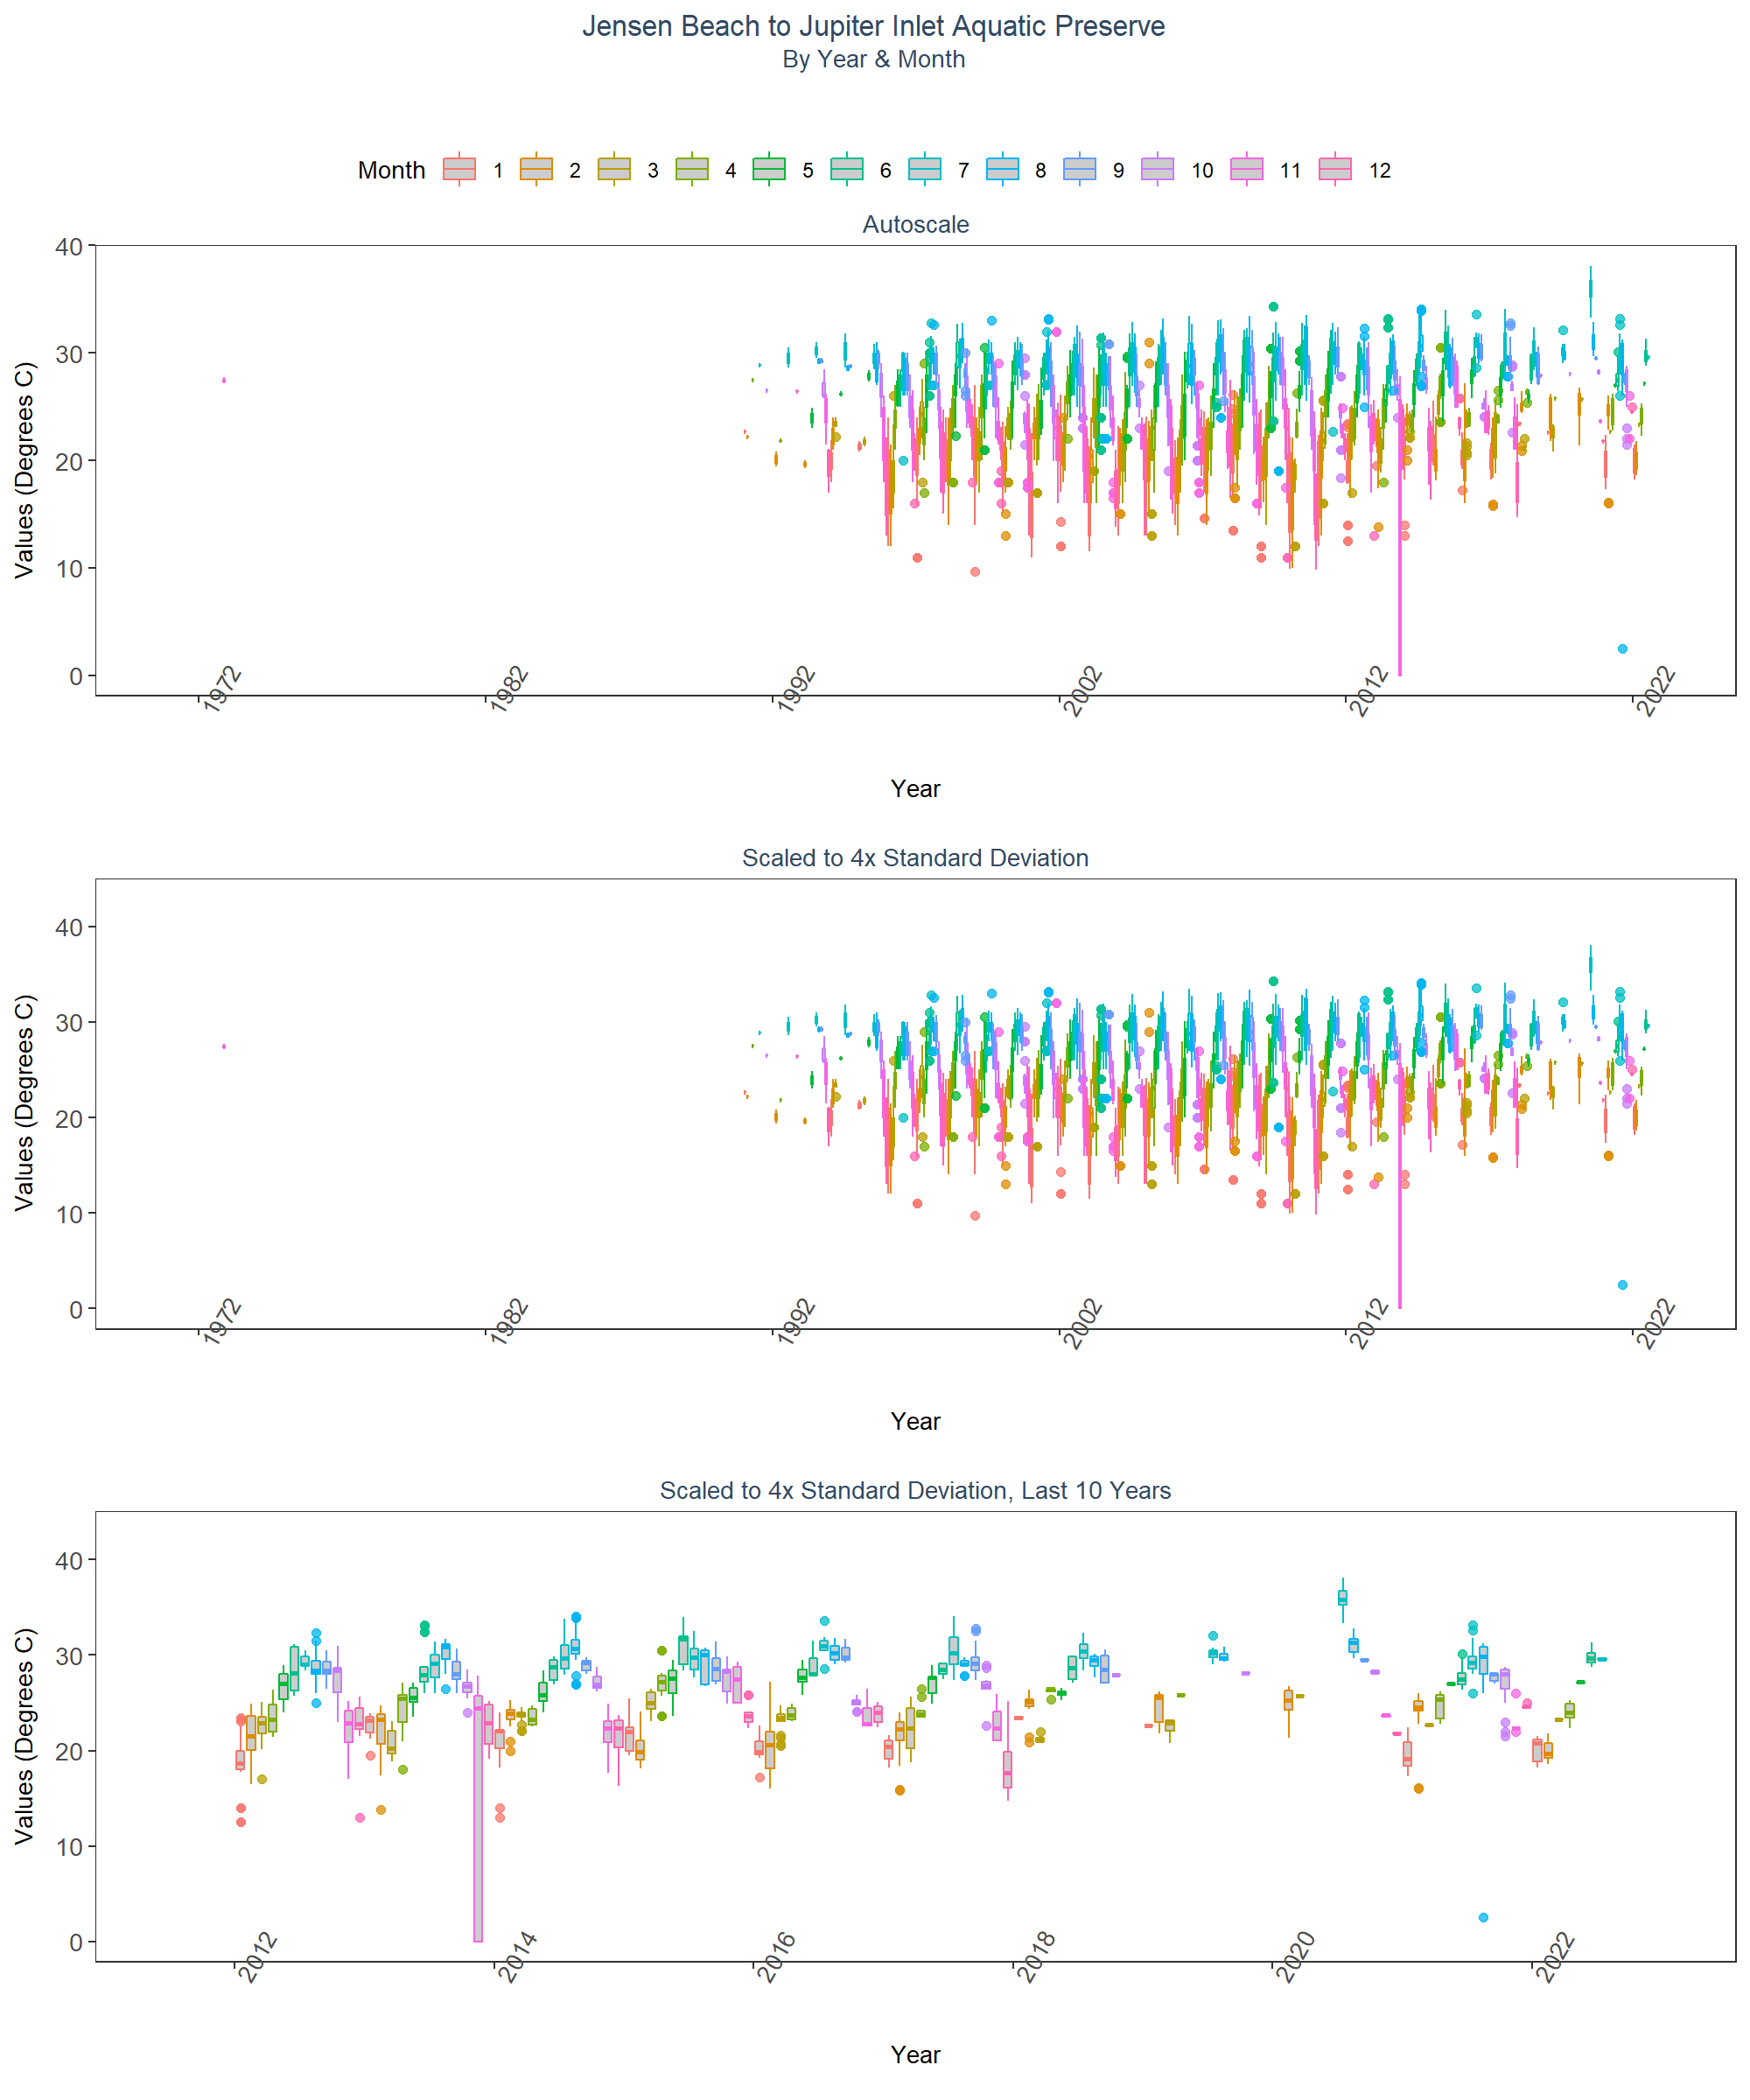 Jensen Beach to Jupiter Inlet Aquatic Preserve
By Year & Month
Month 1 2 3 4 5 6 7 8 9 10 11 12
Autoscale
Values (Degrees C)
40
30
20
10
0
1972 1982 1992 2002 2012 2022
Year
Scaled to 4x Standard Deviation
Values (Degrees C)
40
30
20
10
0
1972 1982 1992 2002 2012 2022
Year
Scaled to 4x Standard Deviation, Last 10 Years
Values (Degrees C)
40
30
20
10
0
2012 2014 2016 2018 2020 2022
Year